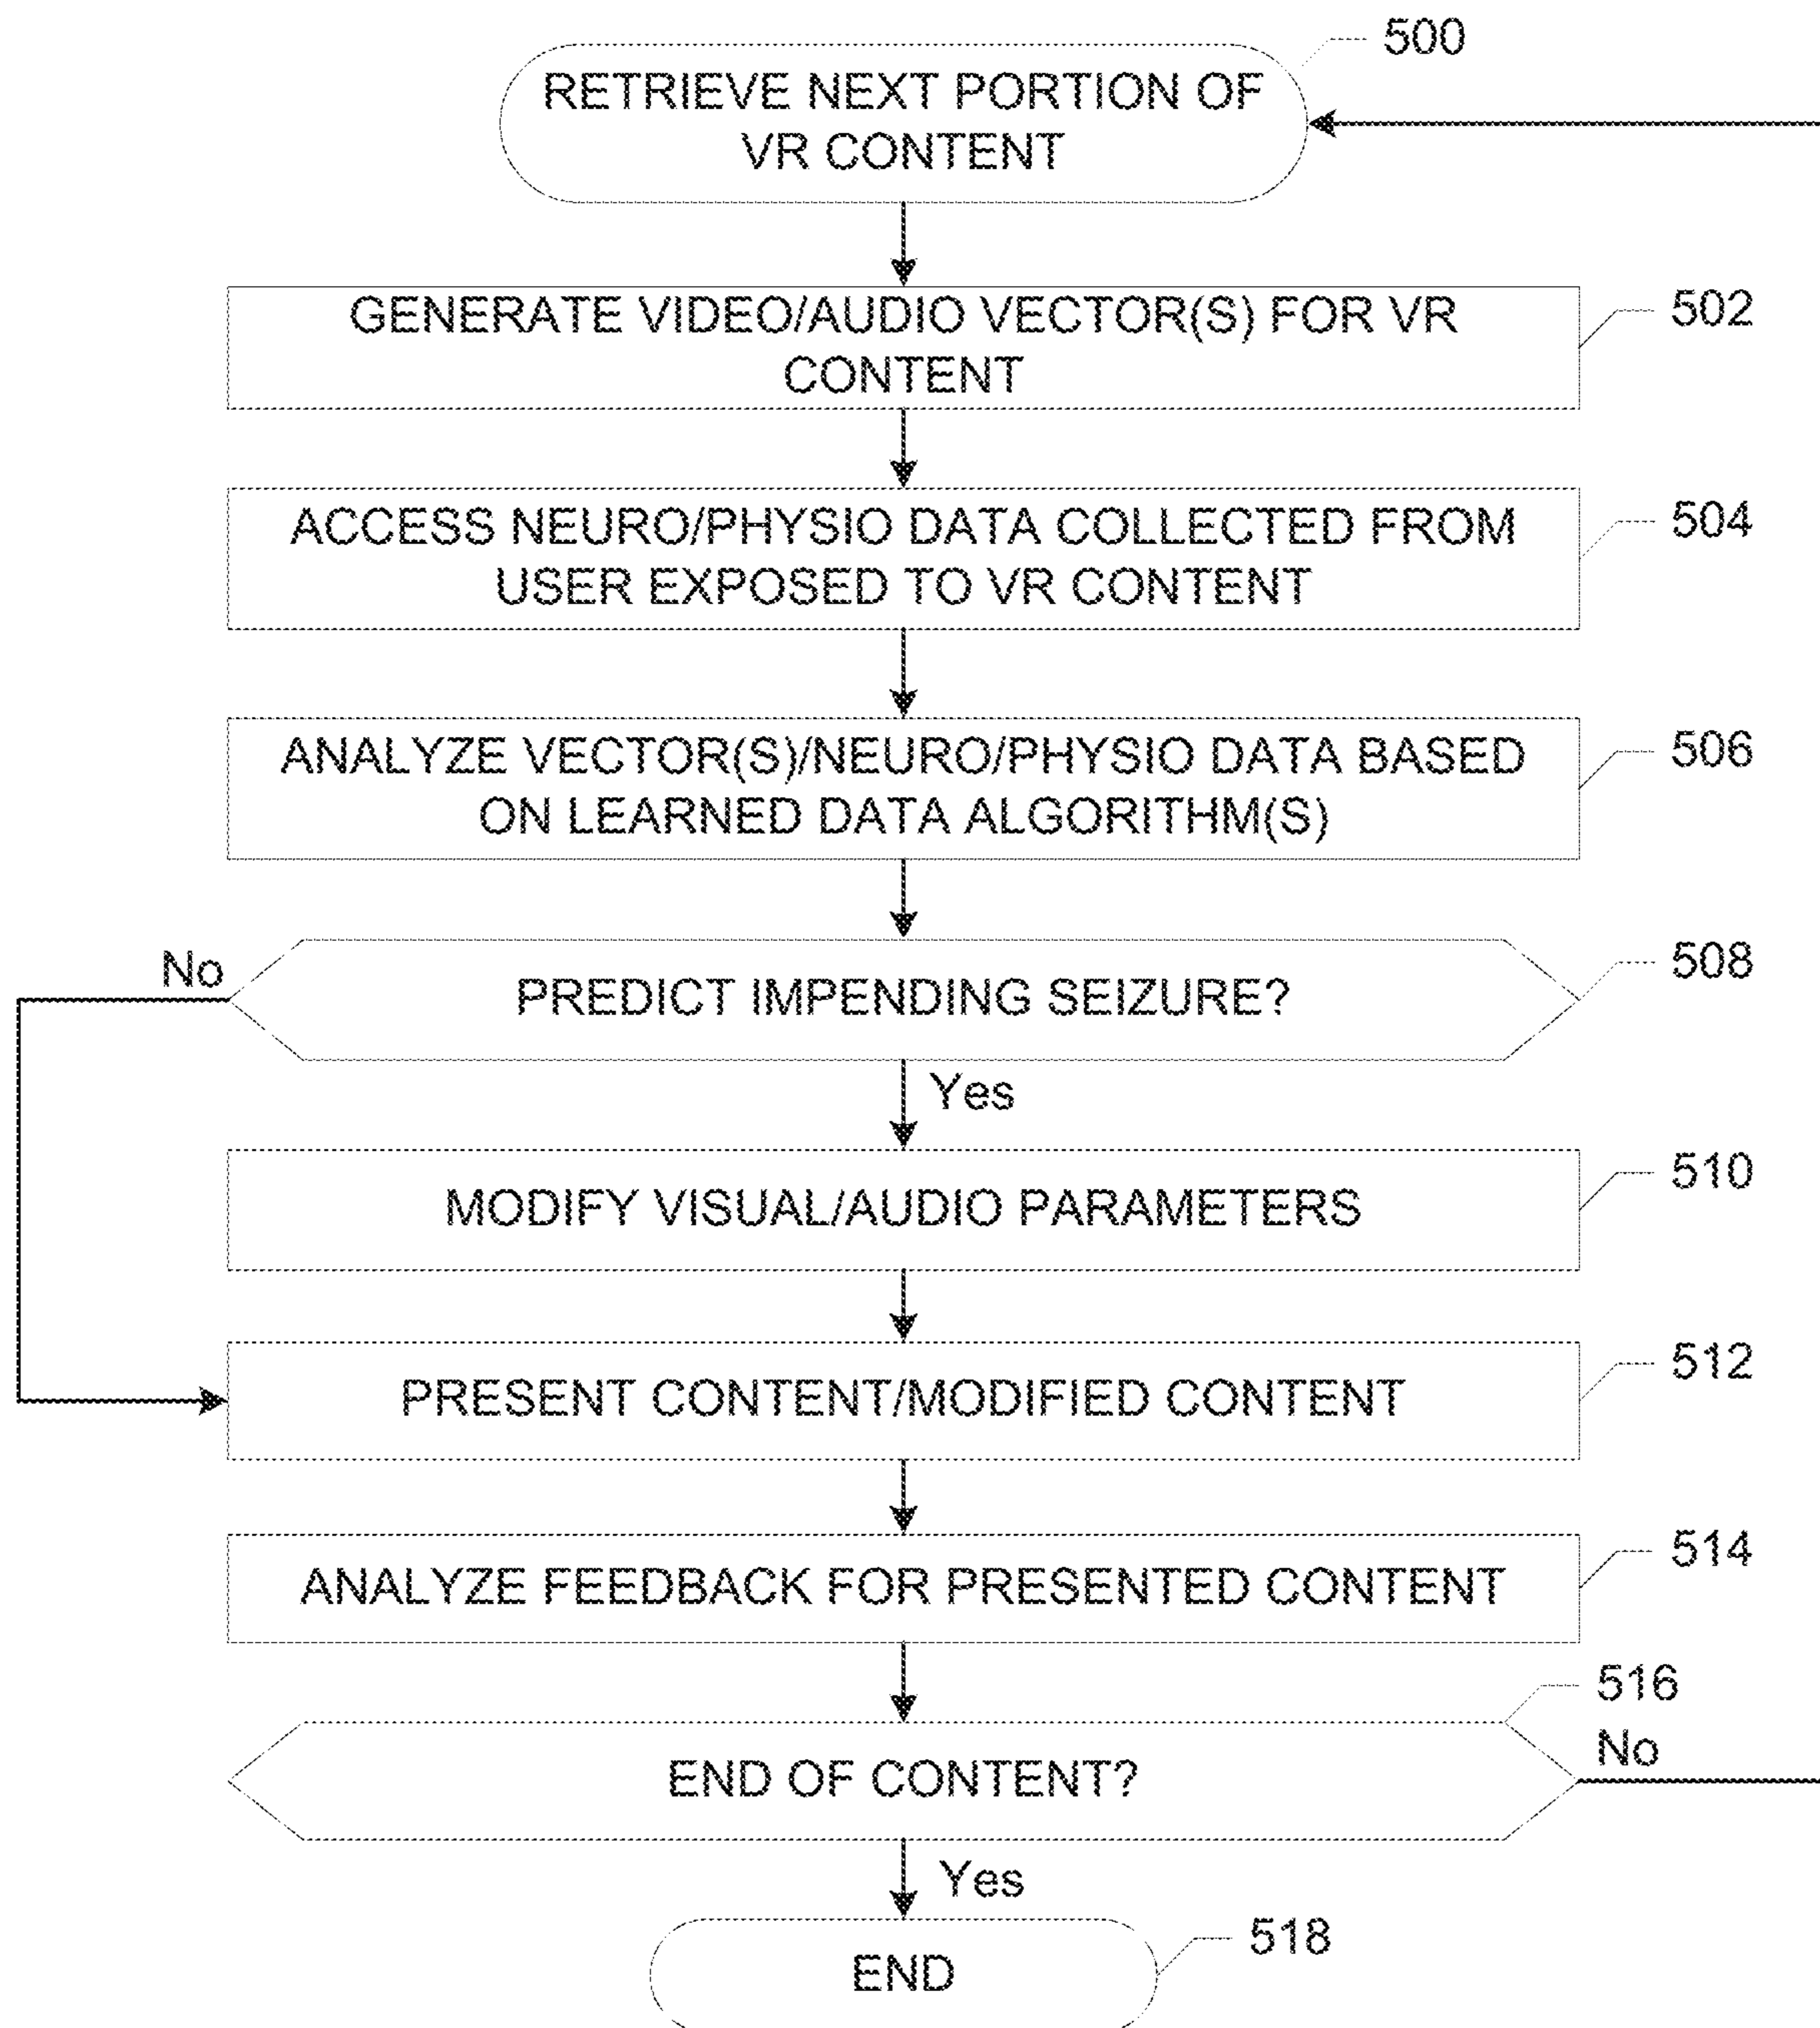 500
RETRIEVE NEXT PORTION OF
VR CONTENT
502
GENERATE VIDEO/AUDIO VECTOR(S) FOR VR
CONTENT
504
ACCESS NEURO/PHYSIO DATA COLLECTED FROM
USER EXPOSED TO VR CONTENT
506
ANALYZE VECTOR(S)/NEURO/PHYSIO DATA BASED
ON LEARNED DATA ALGORITHM(S)
508
No
PREDICT IMPENDING SEIZURE?
Yes
510
MODIFY VISUAL/AUDIO PARAMETERS
512
PRESENT CONTENT/MODIFIED CONTENT
514
ANALYZE FEEDBACK FOR PRESENTED CONTENT
516
No
END OF CONTENT?
Yes
518
END